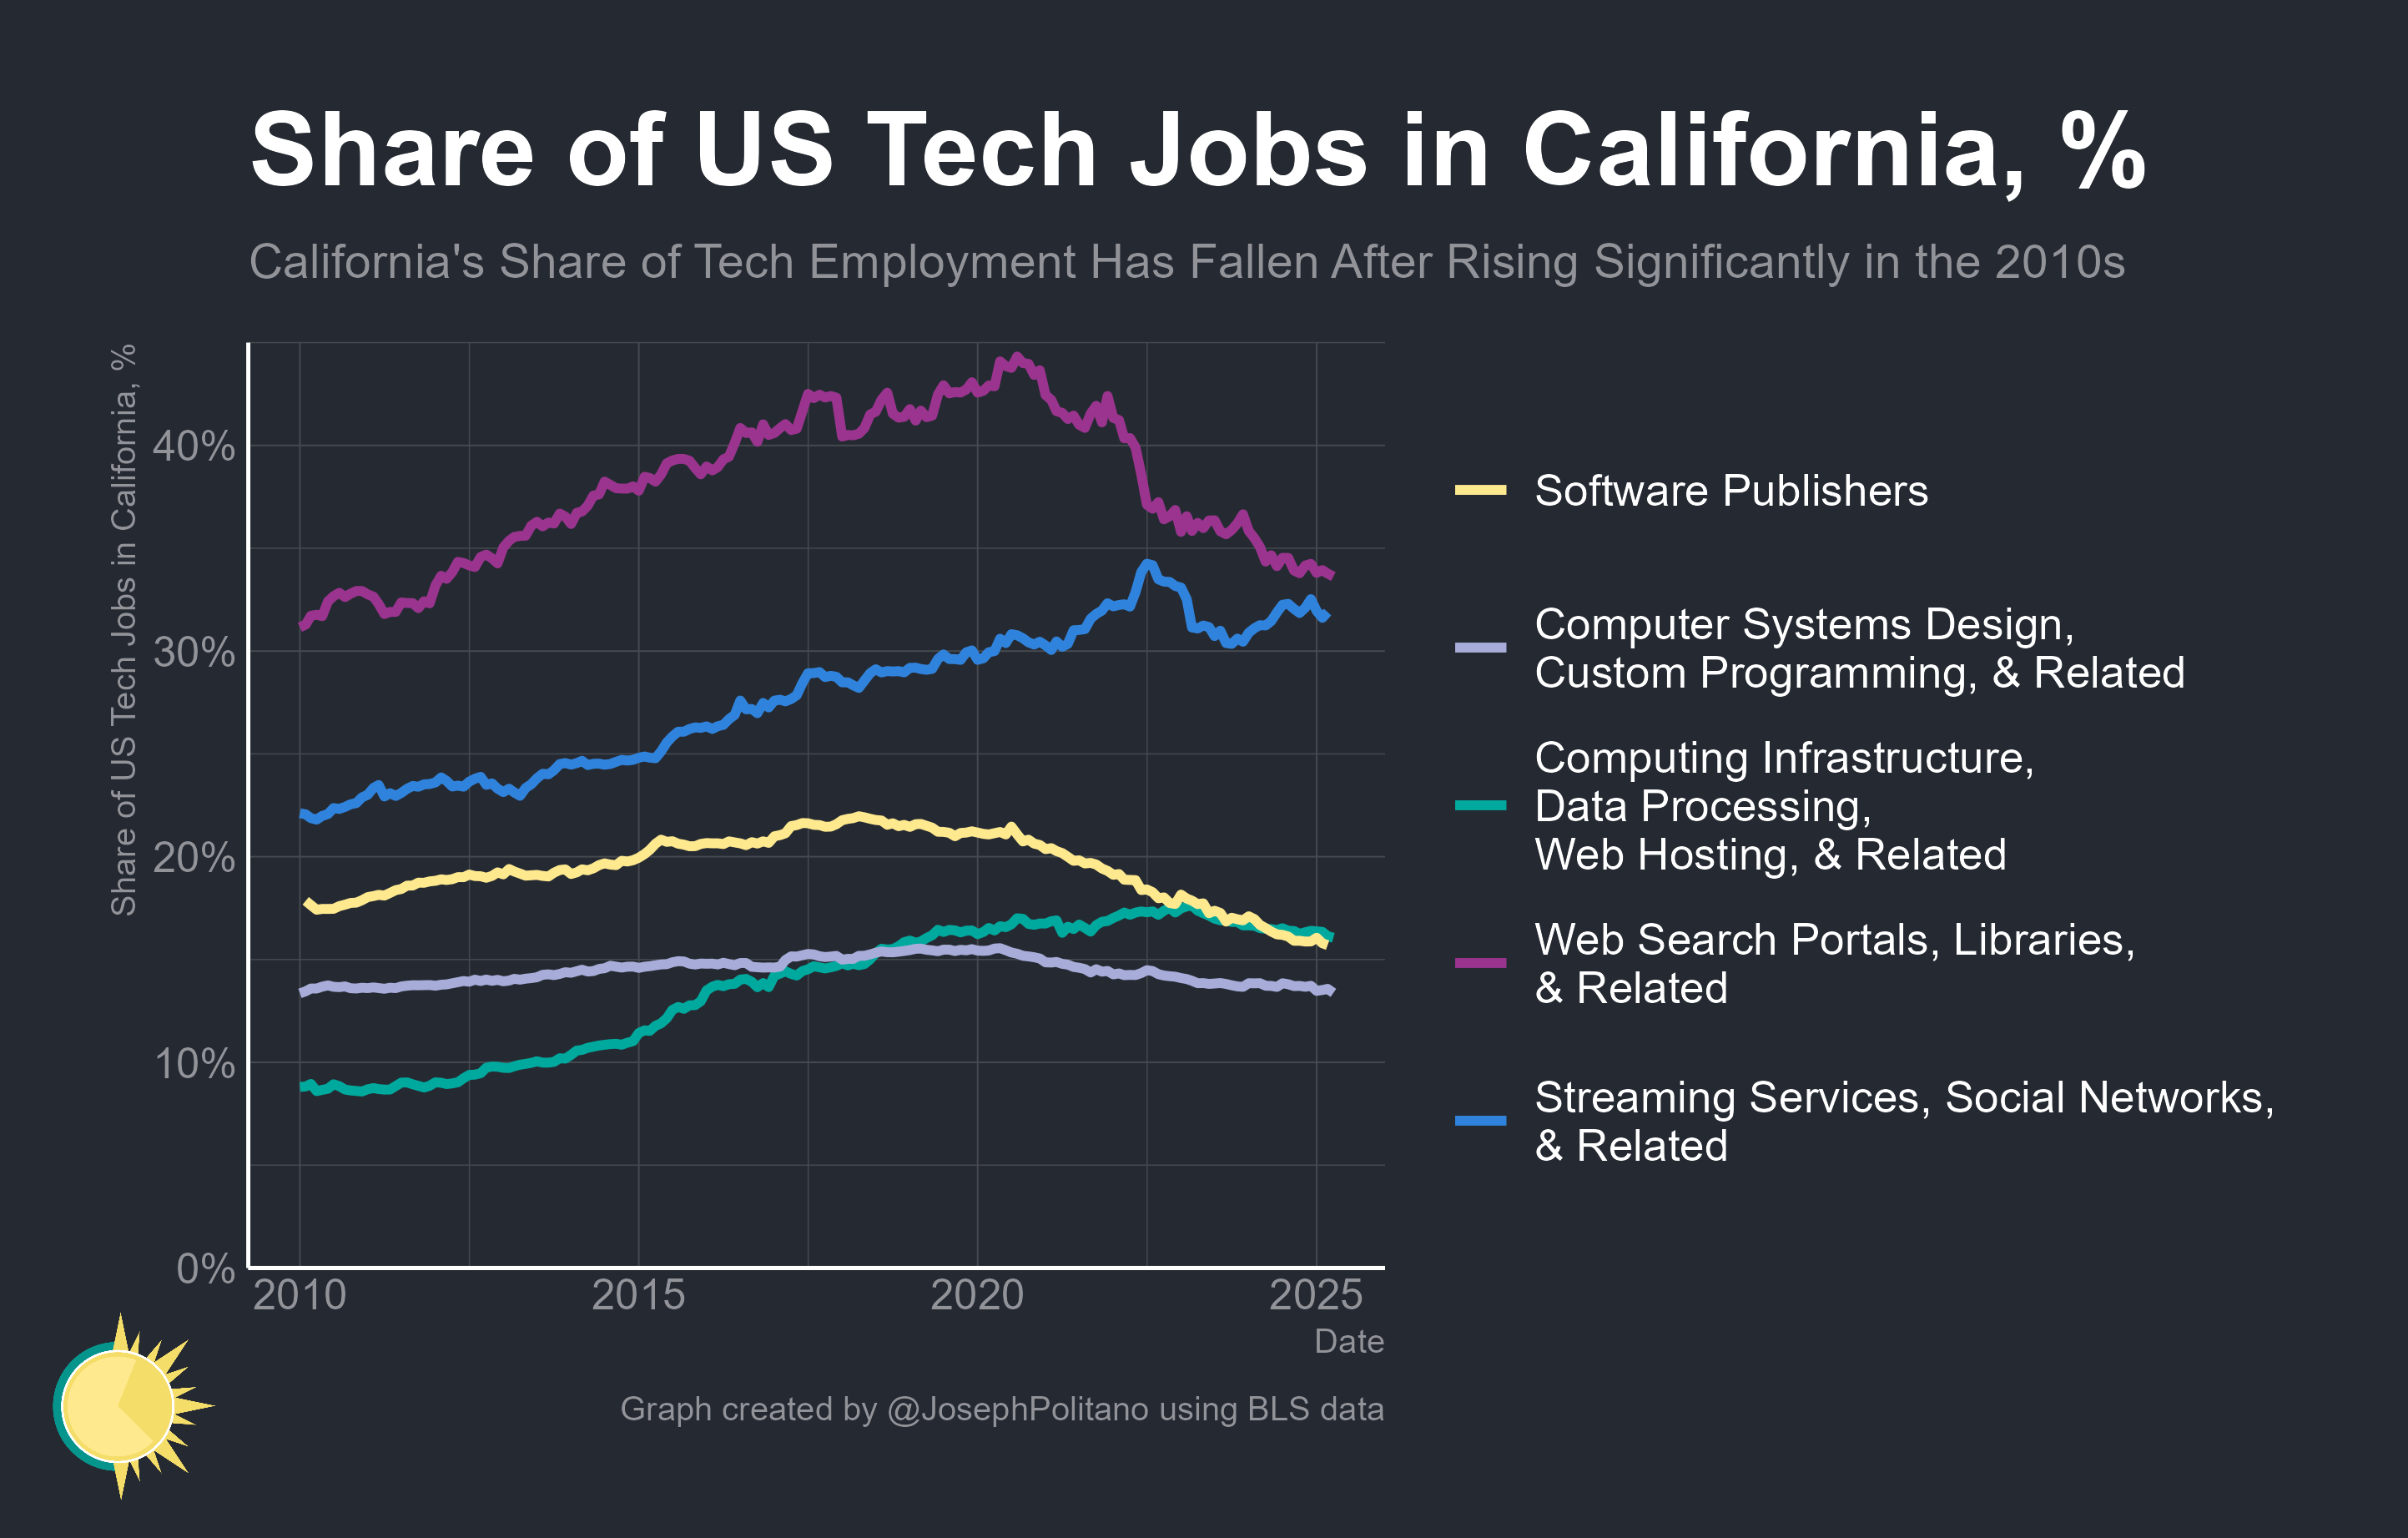 Share of US Tech Jobs in California, %
California's Share of Tech Employment Has Fallen After Rising Significantly in the 2010s
Share of US Tech Jobs in California, %
40%
30%
20%
10%
0%
2010
2015
2020
2025
Date
Software Publishers
Computer Systems Design,
Custom Programming, & Related
Computing Infrastructure,
Data Processing,
Web Hosting, & Related
Web Search Portals, Libraries,
& Related
Streaming Services, Social Networks,
& Related
Graph created by @JosephPolitano using BLS data